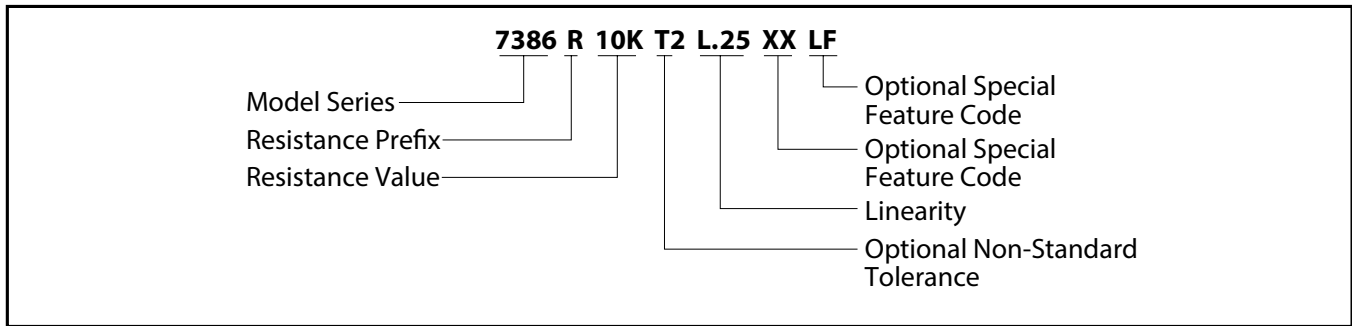 7386 R 10K T2 L.25 XX LF
Model Series
Resistance Prefix
Resistance Value
Optional Special
Feature Code
Optional Special
Feature Code
Linearity
Optional Non-Standard
Tolerance